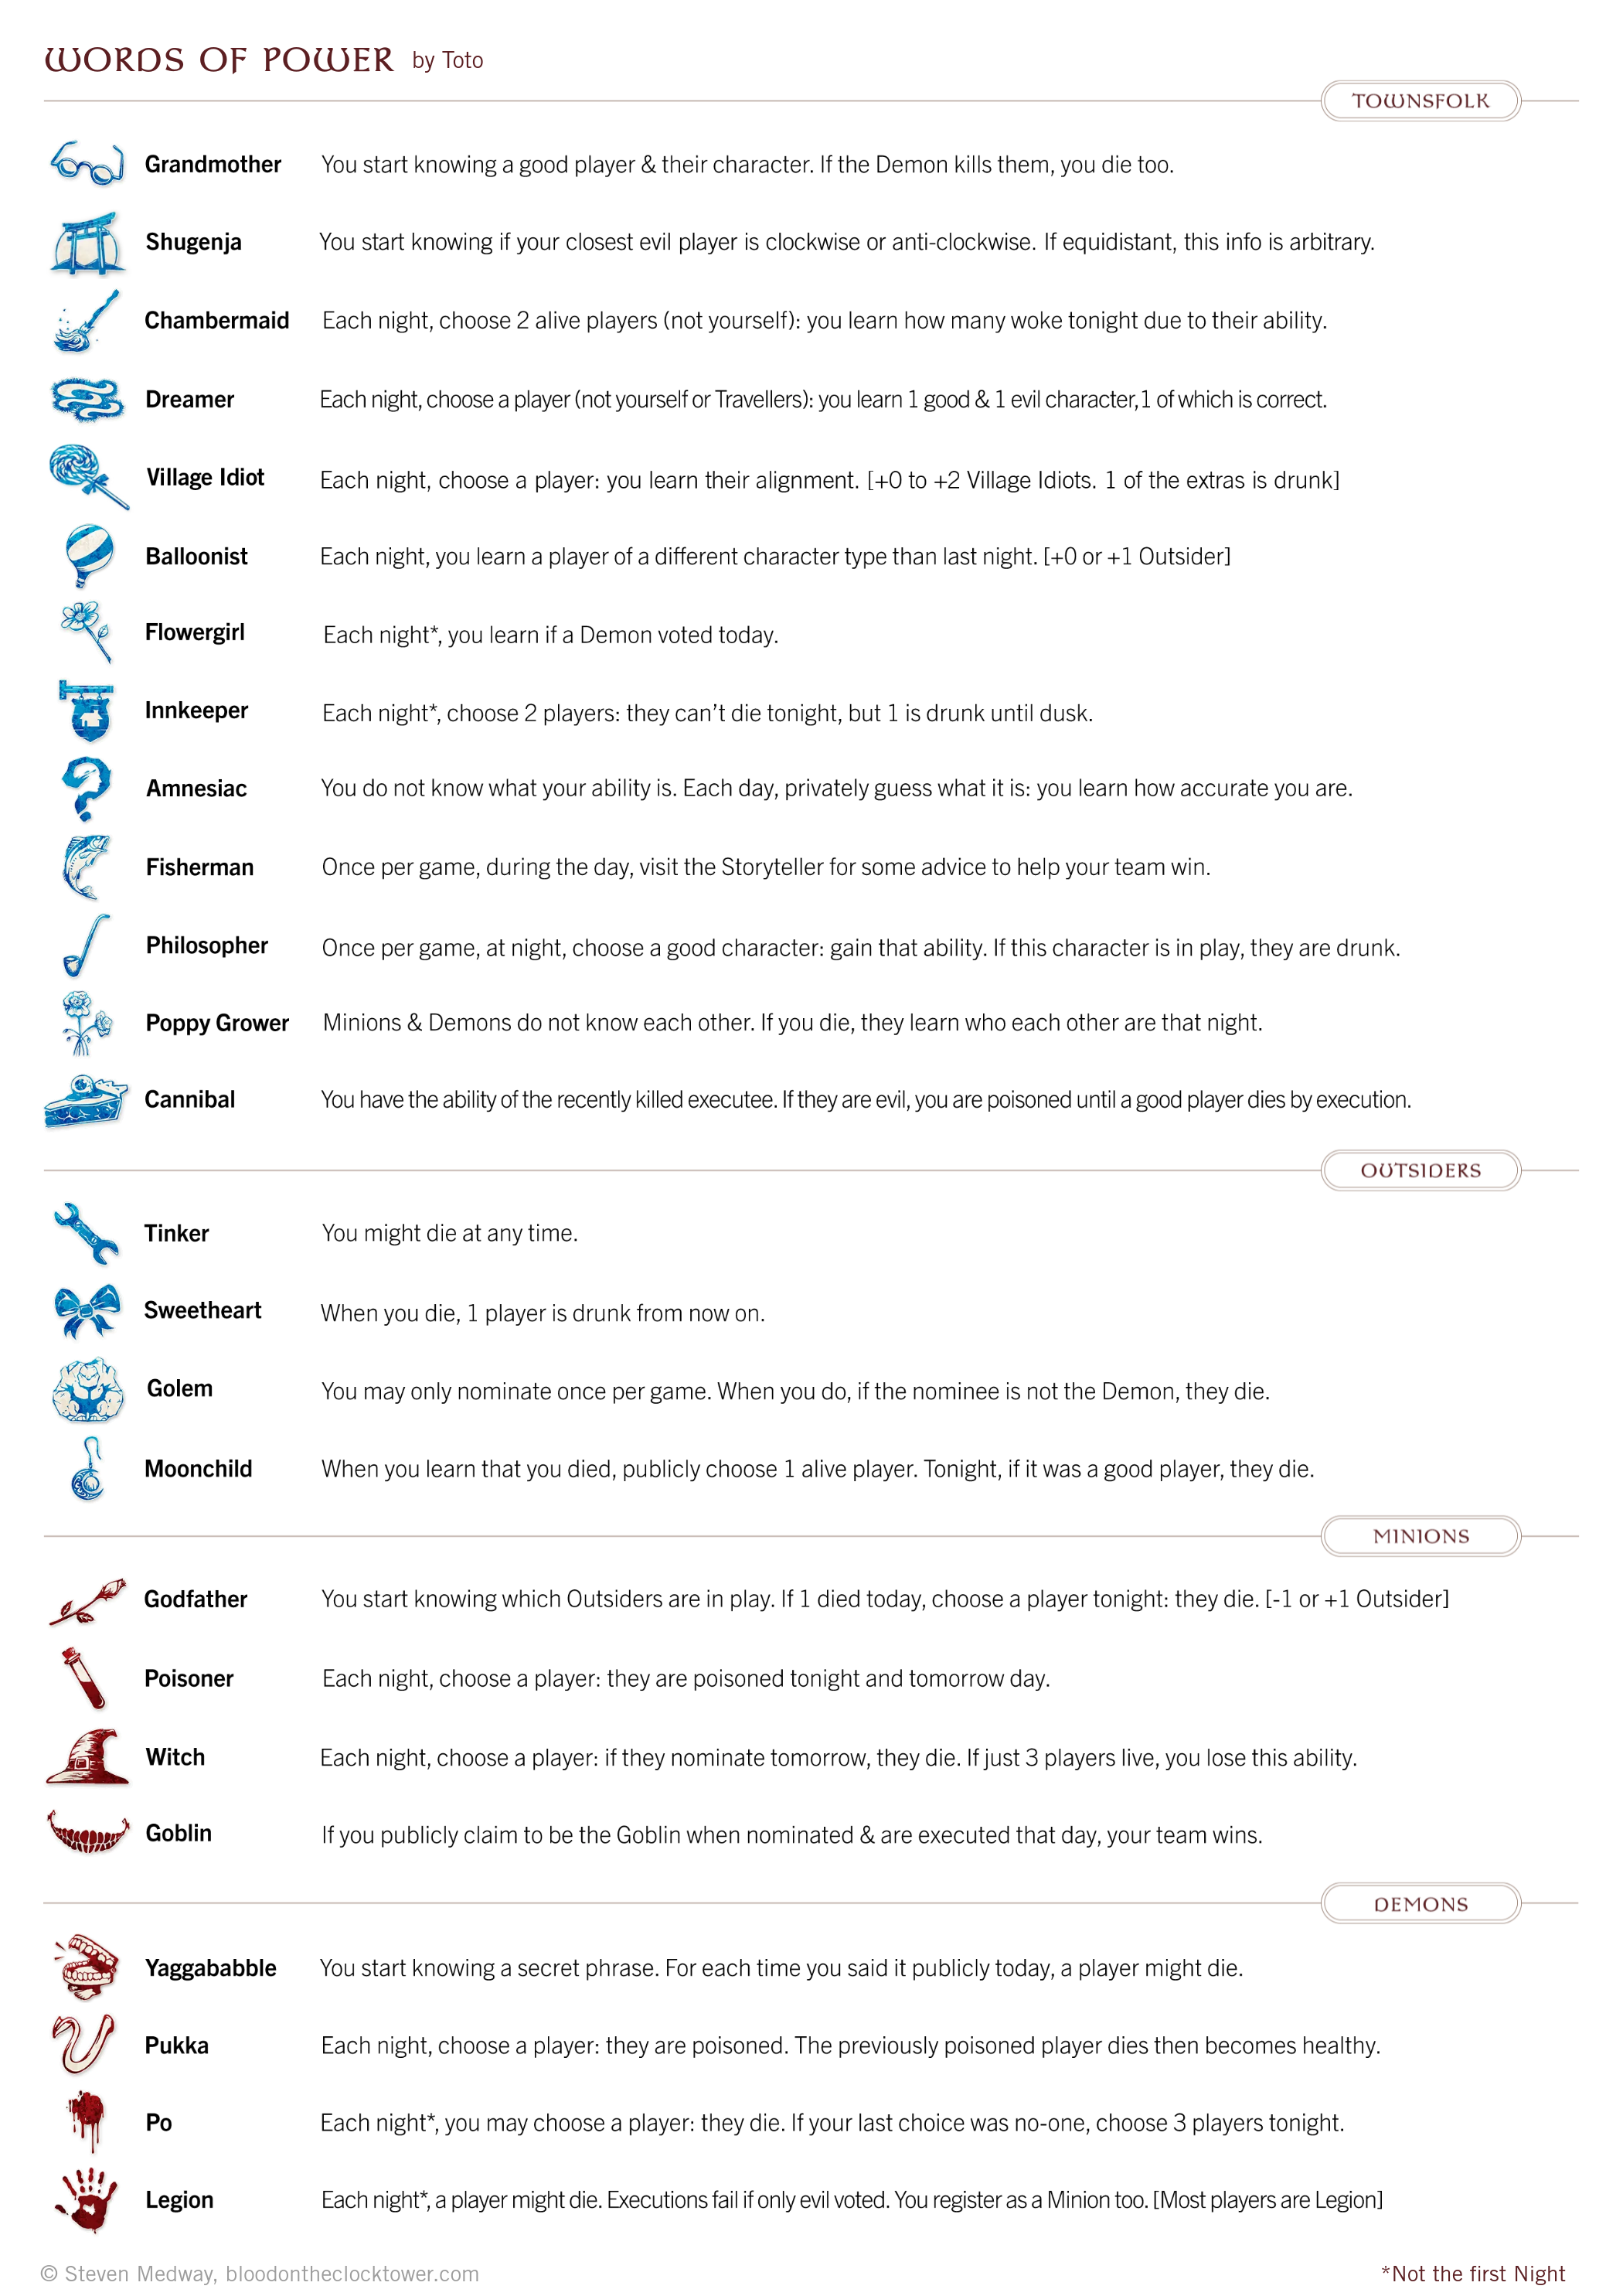 WORDS OF POWER by Toto
TOWNSFOLK
Grandmother You start knowing a good player & their character. If the Demon kills them, you die too.
Shugenja You start knowing if your closest evil player is clockwise or anti-clockwise. If equidistant, this info is arbitrary.
Chambermaid Each night, choose 2 alive players (not yourself): you learn how many woke tonight due to their ability.
Dreamer Each night, choose a player (not yourself or Travellers): you learn 1 good & 1 evil character,1 of which is correct.
Village Idiot Each night, choose a player: you learn their alignment. [+0 to +2 Village Idiots. 1 of the extras is drunk]
Balloonist Each night, you learn a player of a different character type than last night. [+0 or +1 Outsider]
Flowergirl Each night*, you learn if a Demon voted today.
Innkeeper Each night*, choose 2 players: they can't die tonight, but 1 is drunk until dusk.
Amnesiac You do not know what your ability is. Each day, privately guess what it is: you learn how accurate you are.
Fisherman Once per game, during the day, visit the Storyteller for some advice to help your team win.
Philosopher Once per game, at night, choose a good character: gain that ability. If this character is in play, they are drunk.
Poppy Grower Minions & Demons do not know each other. If you die, they learn who each other are that night.
Cannibal You have the ability of the recently killed executee. If they are evil, you are poisoned until a good player dies by execution.
OUTSIDERS
Tinker You might die at any time.
Sweetheart When you die, 1 player is drunk from now on.
Golem You may only nominate once per game. When you do, if the nominee is not the Demon, they die.
Moonchild When you learn that you died, publicly choose 1 alive player. Tonight, if it was a good player, they die.
MINIONS
Godfather You start knowing which Outsiders are in play. If 1 died today, choose a player tonight: they die. [-1 or +1 Outsider]
Poisoner Each night, choose a player: they are poisoned tonight and tomorrow day.
Witch Each night, choose a player: if they nominate tomorrow, they die. If just 3 players live, you lose this ability.
Goblin If you publicly claim to be the Goblin when nominated & are executed that day, your team wins.
DEMONS
Yaggababble You start knowing a secret phrase. For each time you said it publicly today, a player might die.
Pukka Each night, choose a player: they are poisoned. The previously poisoned player dies then becomes healthy.
Po Each night*, you may choose a player: they die. If your last choice was no-one, choose 3 players tonight.
Legion Each night*, a player might die. Executions fail if only evil voted. You register as a Minion too. [Most players are Legion]
© Steven Medway, bloodontheclocktower.com *Not the first Night